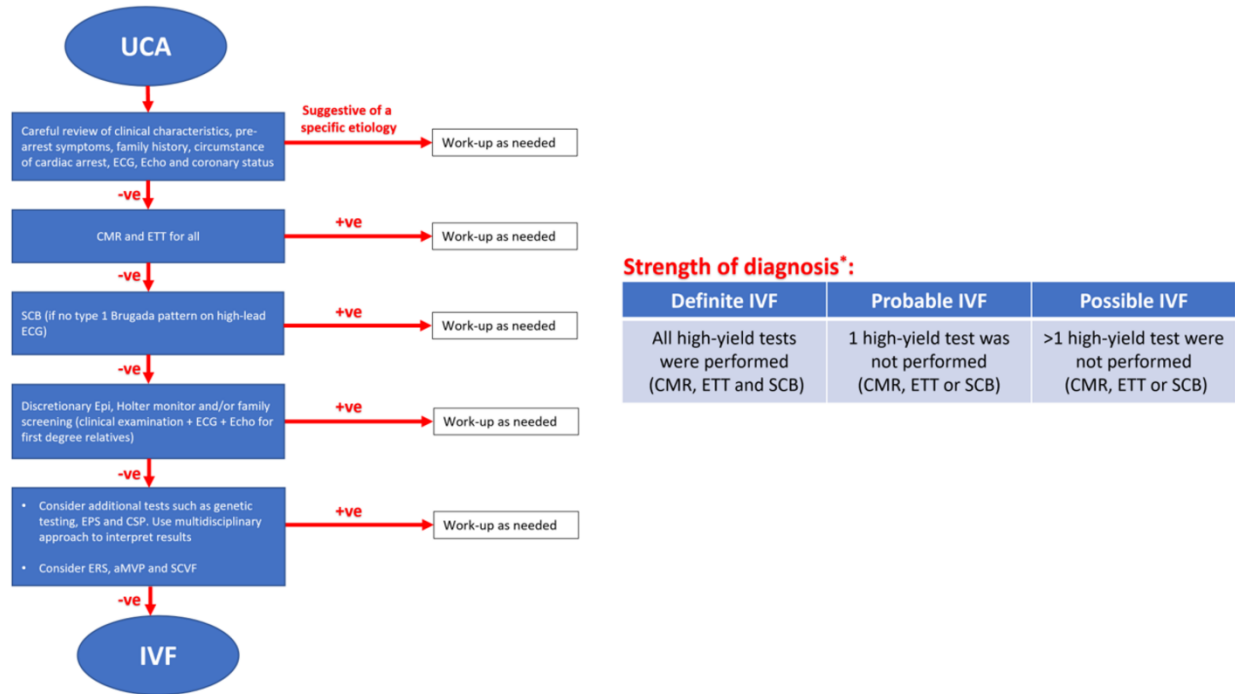 UCA
Suggestive of a
specific etiology
Careful review of clinical characteristics, pre-
arrest symptoms, family history, circumstance
of cardiac arrest, ECG, Echo and coronary status
Work-up as needed
-ve
CMR and ETT for all
+ve
Work-up as needed
-ve
SCB (if no type 1 Brugada pattern on high-lead
ECG)
+ve
Work-up as needed
-ve
Discretionary Epi, Holter monitor and/or family
screening (clinical examination + ECG + Echo for
first degree relatives)
+ve
Work-up as needed
-ve
• Consider additional tests such as genetic
testing, EPS and CSP. Use multidisciplinary
approach to interpret results
• Consider ERS, aMVP and SCVF
+ve
Work-up as needed
-ve
IVF
Strength of diagnosis*:
Definite IVF
Probable IVF
Possible IVF
All high-yield tests
were performed
(CMR, ETT and SCB)
1 high-yield test was
not performed
(CMR, ETT or SCB)
>1 high-yield test were
not performed
(CMR, ETT or SCB)